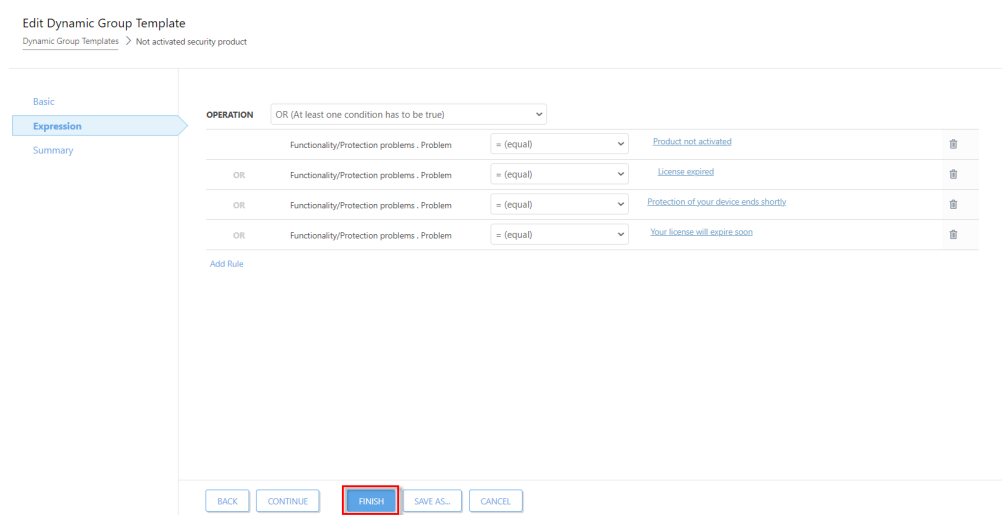 Edit Dynamic Group Template
Dynamic Group Templates > Not activated security product
Basic
Expression
Summary
OPERATION OR (At least one condition has to be true)
Functionality/Protection problems . Problem = (equal) Product not activated
OR Functionality/Protection problems . Problem = (equal) License expired
OR Functionality/Protection problems . Problem = (equal) Protection of your device ends shortly
OR Functionality/Protection problems . Problem = (equal) Your license will expire soon
Add Rule
BACK CONTINUE FINISH SAVE AS... CANCEL